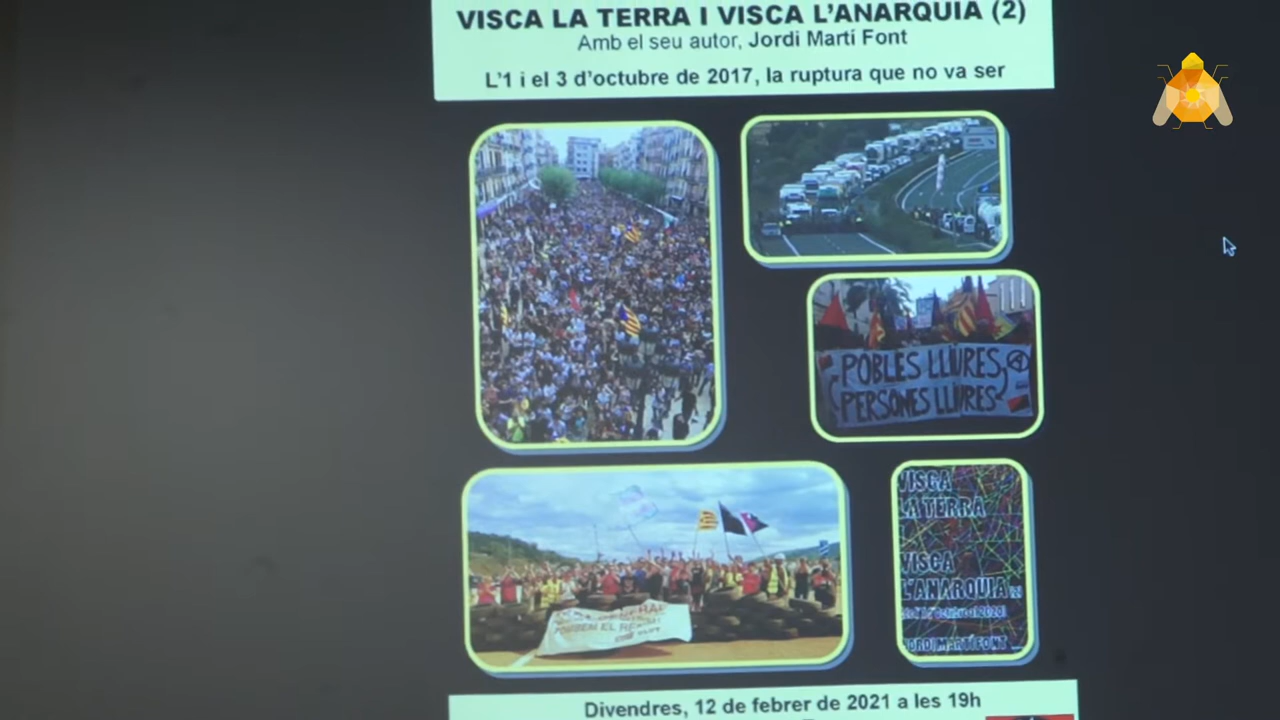 VISCA LA TERRA I VISCA L'ANARQUIA (2)
Amb el seu autor, Jordi Martí Font
L'1 i el 3 d'octubre de 2017, la ruptura que no va ser
POBLES LLIURES,
PERSONES LLIURES
VISCA
LA TERRA
I
VISCA
L'ANARQUIA
JORDI MARTÍ FONT
Divendres, 12 de febrer de 2021 a les 19h